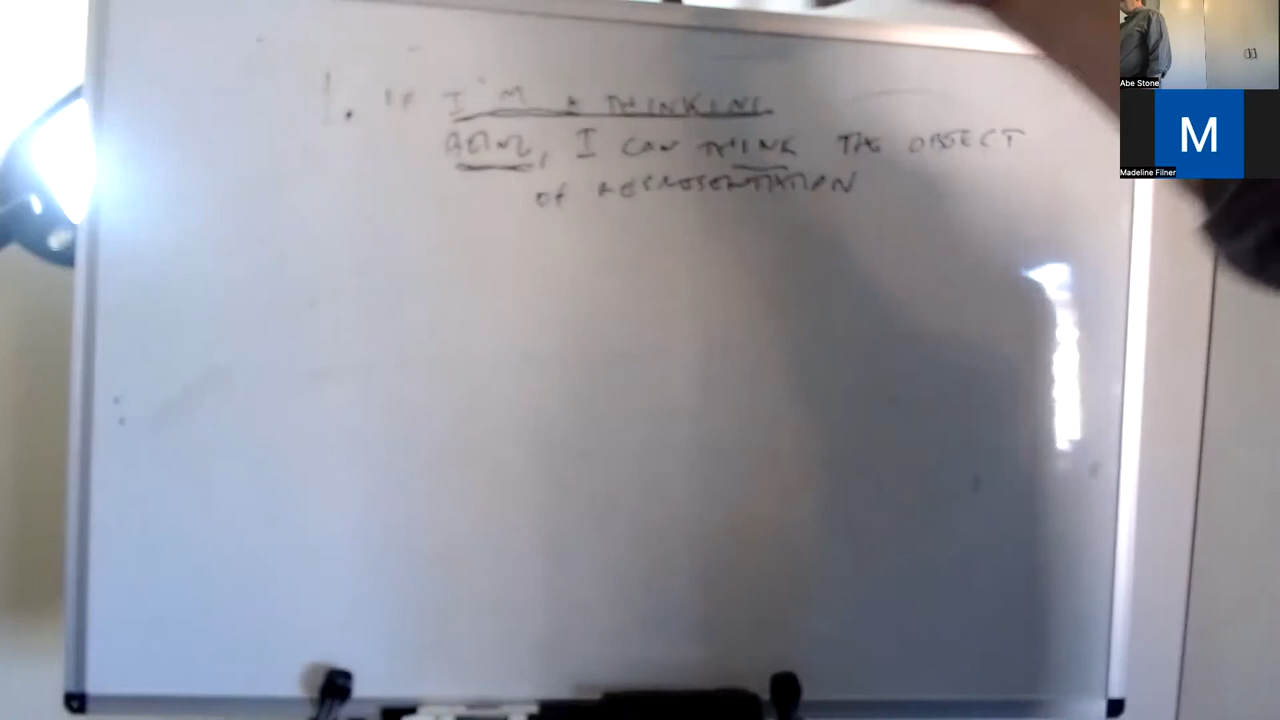 1. IF I'M A THINKING
BEING, I CAN THINK THE OBJECT
OF REPRESENTATION
Abe Stone
M
Madeline Filner